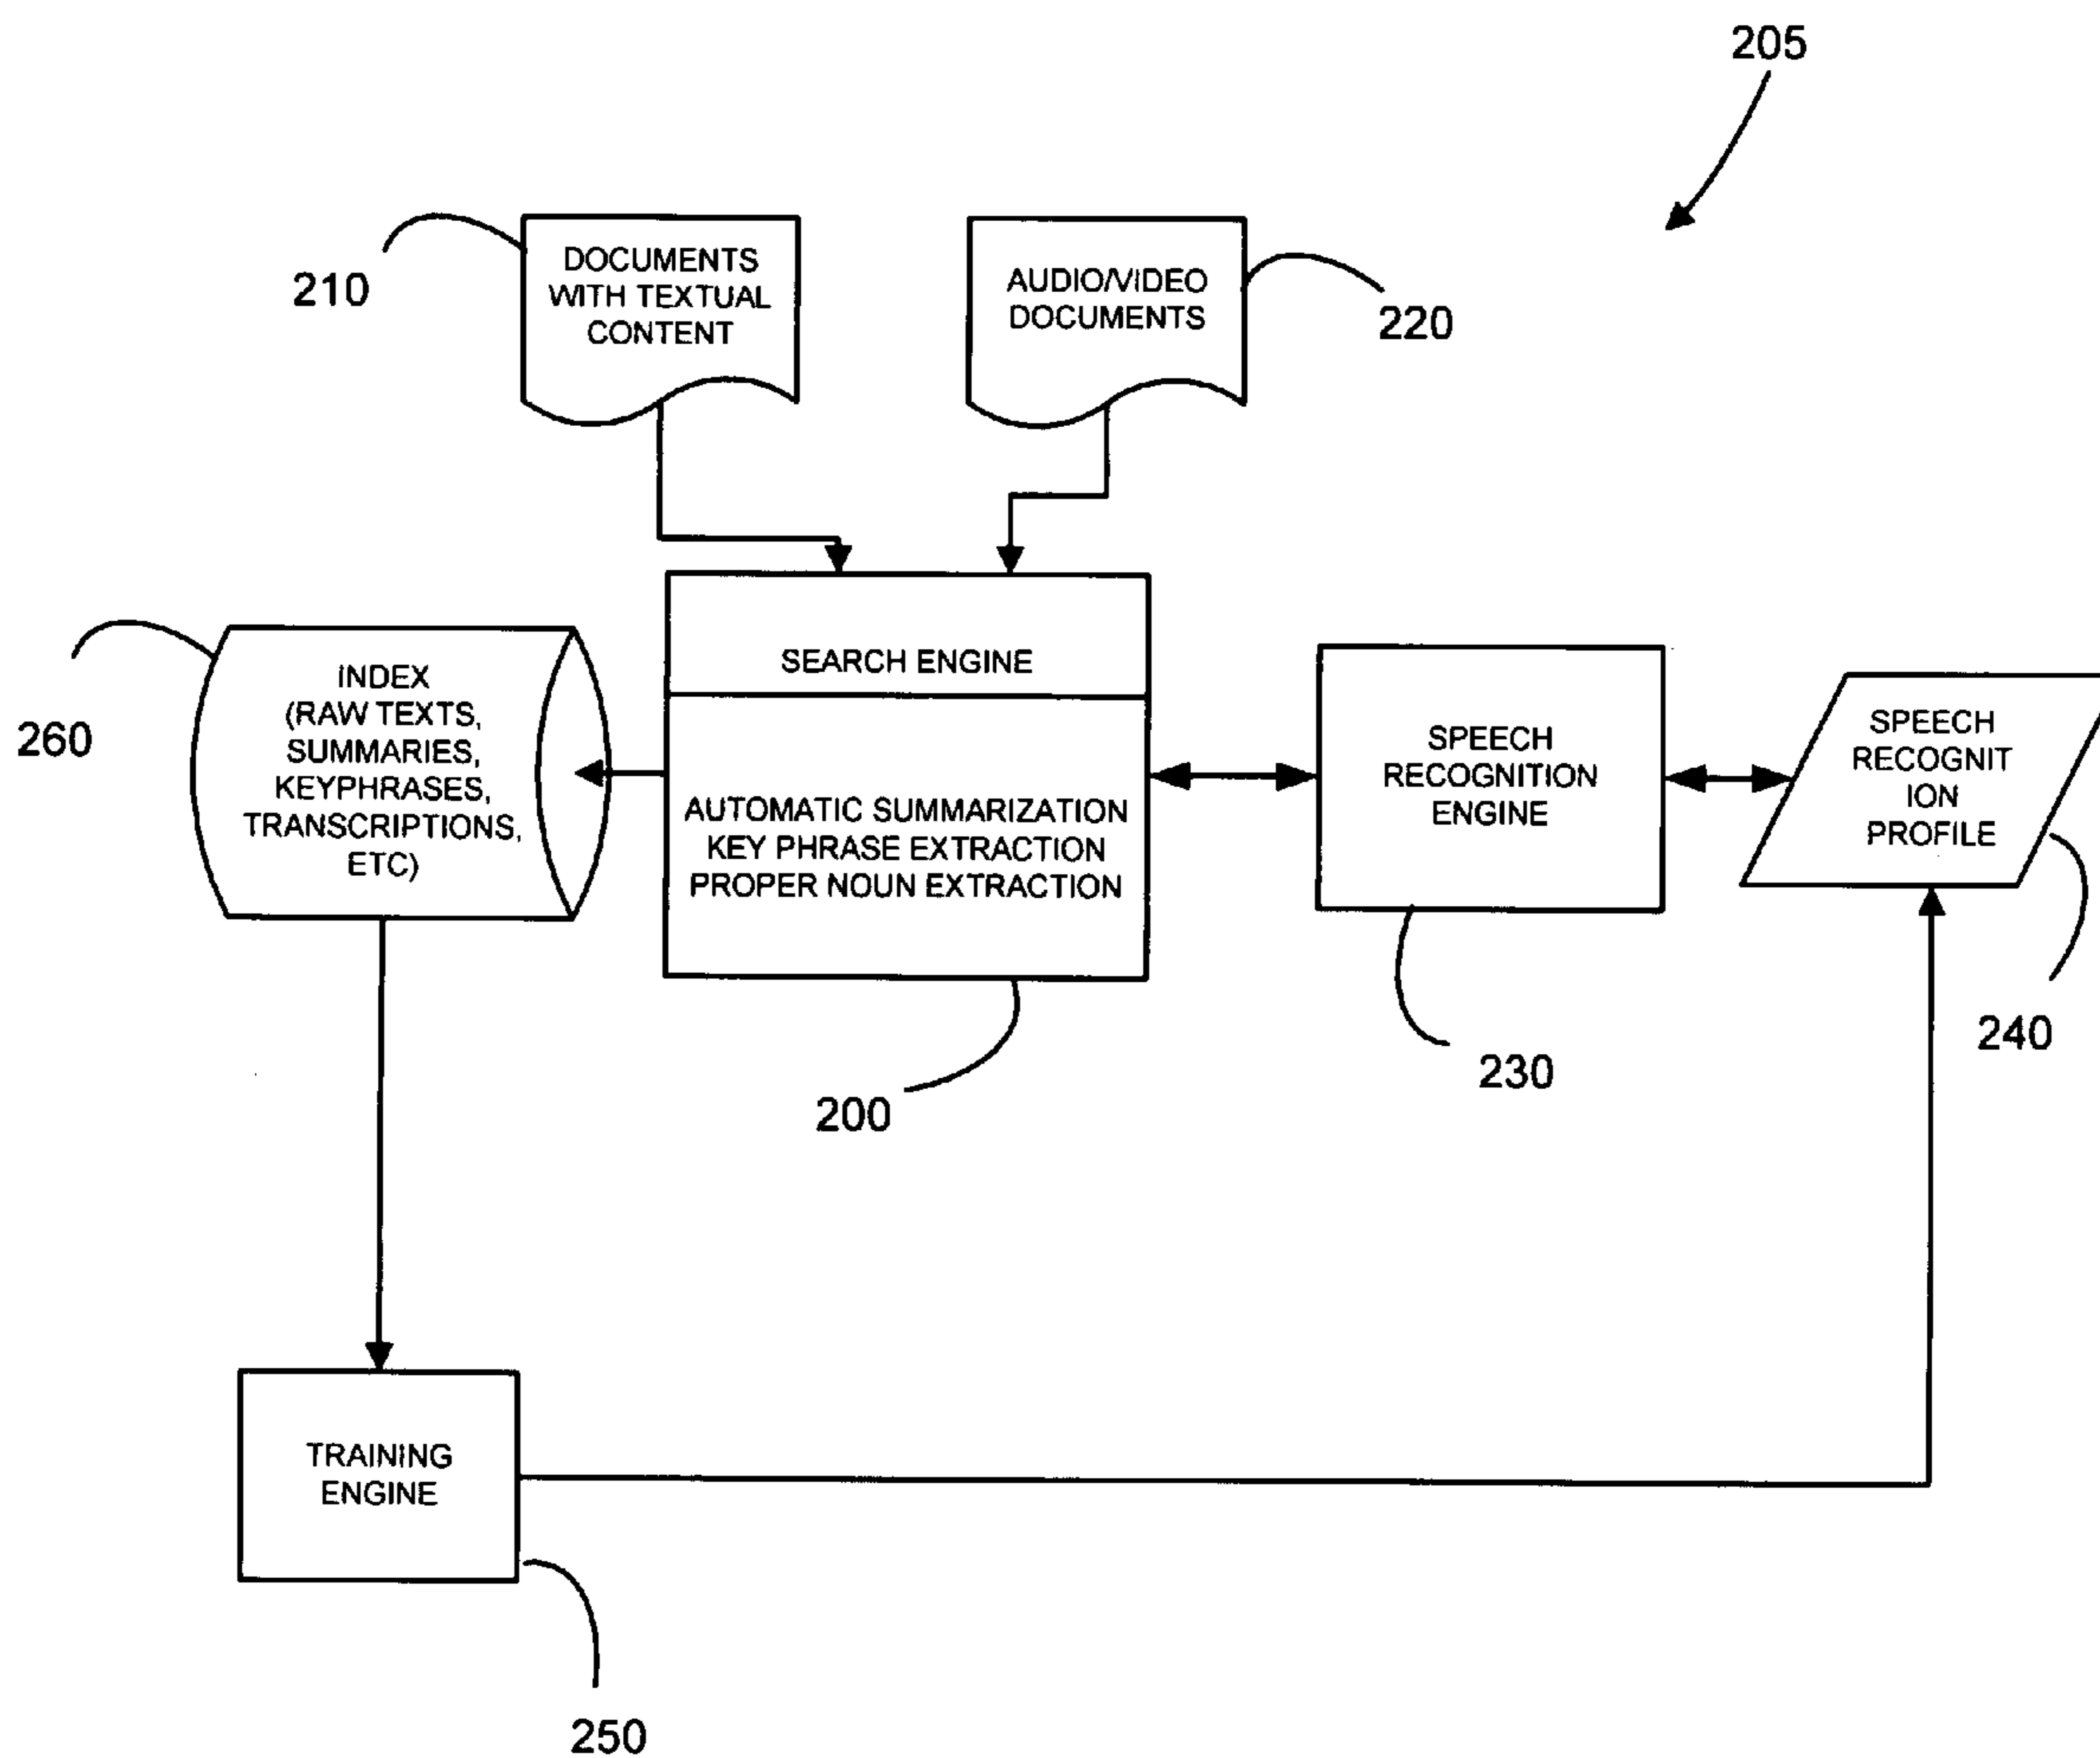 205
210
DOCUMENTS
WITH TEXTUAL
CONTENT
AUDIO/VIDEO
DOCUMENTS
220
260
INDEX
(RAW TEXTS,
SUMMARIES,
KEYPHRASES,
TRANSCRIPTIONS,
ETC)
SEARCH ENGINE
AUTOMATIC SUMMARIZATION
KEY PHRASE EXTRACTION
PROPER NOUN EXTRACTION
200
SPEECH
RECOGNITION
ENGINE
230
SPEECH
RECOGNIT
ION
PROFILE
240
TRAINING
ENGINE
250